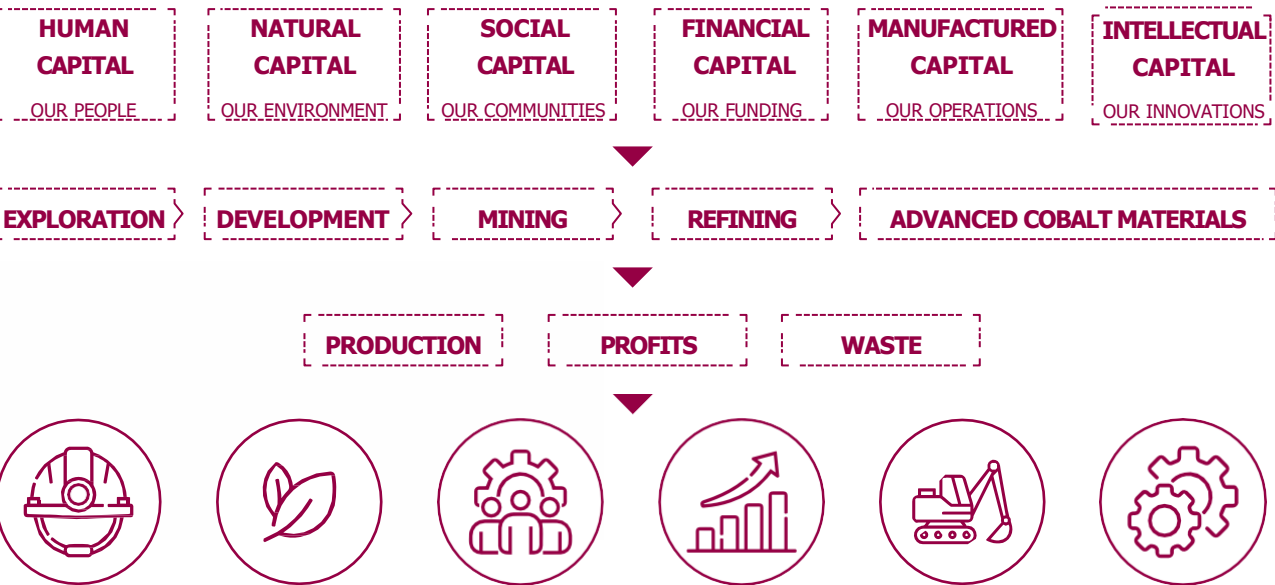 HUMAN
CAPITAL
OUR PEOPLE
NATURAL
CAPITAL
OUR ENVIRONMENT
SOCIAL
CAPITAL
OUR COMMUNITIES
FINANCIAL
CAPITAL
OUR FUNDING
MANUFACTURED
CAPITAL
OUR OPERATIONS
INTELLECTUAL
CAPITAL
OUR INNOVATIONS
EXPLORATION
DEVELOPMENT
MINING
REFINING
ADVANCED COBALT MATERIALS
PRODUCTION
PROFITS
WASTE